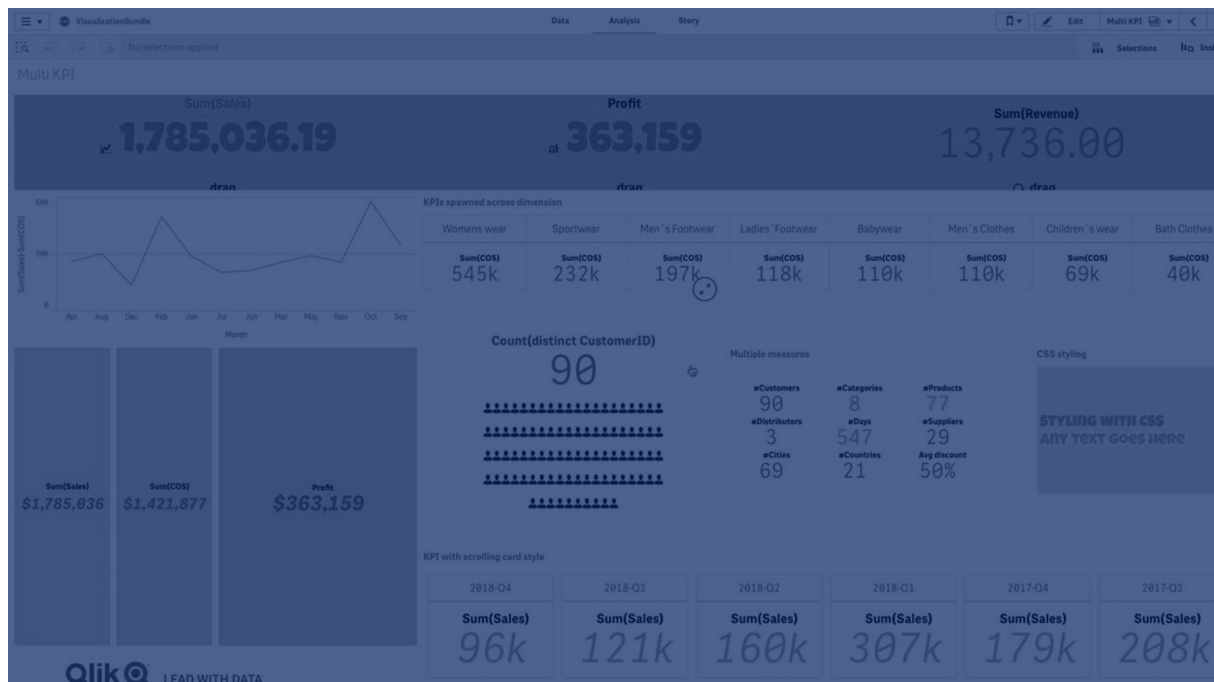 VisualizationBundle
Data Analysis Story
Edit Multi KPI
No selections applied
Selections
Multi KPI
Sum(Sales)
1,785,036.19
drag
Profit
363,159
drag
Sum(Revenue)
13,736.00
drag
Sum(Sales)-Sum(COS)
0
Apr Aug Dec Feb Jan Jul Jun Mar May Nov Oct Sep
Month
KPIs spawned across dimension
Womens wear Sportwear Men´s Footwear Ladies´Footwear Babywear Men´s Clothes Children´s wear Bath Clothes
Sum(COS) Sum(COS) Sum(COS) Sum(COS) Sum(COS) Sum(COS) Sum(COS) Sum(COS)
545k 232k 197k 118k 110k 110k 69k 40k
Count(distinct CustomerID)
90
Multiple measures
#Customers #Categories #Products
90 8 77
#Distributors #Days #Suppliers
3 547 29
#Cities #Countries Avg discount
69 21 50%
CSS styling
STYLING WITH CSS
ANY TEXT GOES HERE
Sum(Sales) Sum(COS) Profit
$1,785,036 $1,421,877 $363,159
KPI with scrolling card style
2018-Q4 2018-Q3 2018-Q2 2018-Q1 2017-Q4 2017-Q3
Sum(Sales) Sum(Sales) Sum(Sales) Sum(Sales) Sum(Sales) Sum(Sales)
96k 121k 160k 307k 179k 208k
Qlik
LEAD WITH DATA